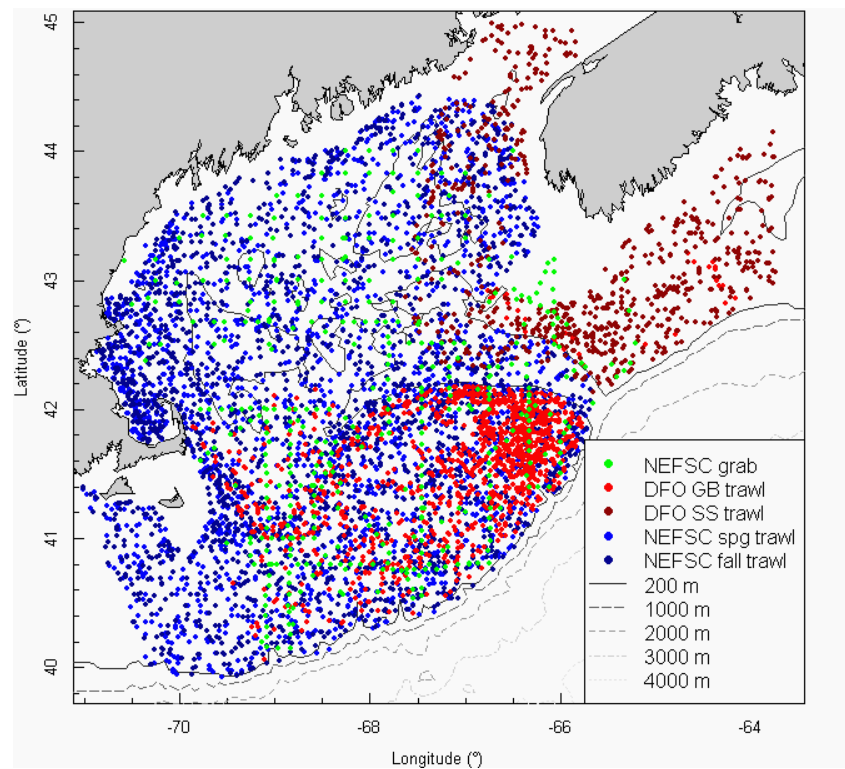 45
44
43
42
41
40
Latitude (°)
-70
-68
-66
-64
Longitude (°)
NEFSC grab
DFO GB trawl
DFO SS trawl
NEFSC spg trawl
NEFSC fall trawl
200 m
1000 m
2000 m
3000 m
4000 m